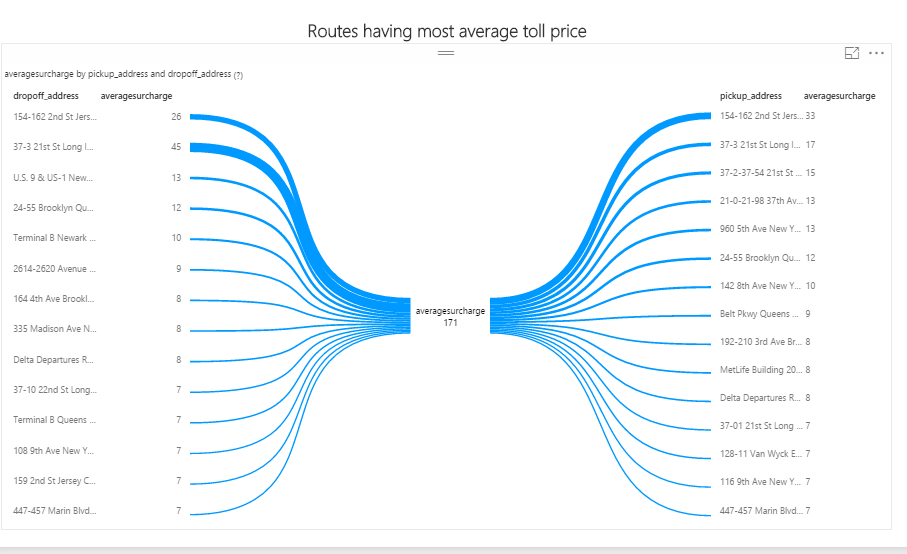 Routes having most average toll price
averagesurcharge by pickup_address and dropoff_address (?)
dropoff_address averagesurcharge
154-162 2nd St Jers... 26
37-3 21st St Long I... 45
U.S. 9 & US-1 New... 13
24-55 Brooklyn Qu... 12
Terminal B Newark ... 10
2614-2620 Avenue ... 9
164 4th Ave Brookl... 8
335 Madison Ave N... 8
Delta Departures R... 8
37-10 22nd St Long... 7
Terminal B Queens ... 7
108 9th Ave New Y... 7
159 2nd St Jersey C... 7
447-457 Marin Blvd... 7
averagesurcharge
171
pickup_address averagesurcharge
154-162 2nd St Jers... 33
37-3 21st St Long I... 17
37-2-37-54 21st St ... 15
21-0-21-98 37th Av... 13
960 5th Ave New Y... 13
24-55 Brooklyn Qu... 12
142 8th Ave New Y... 10
Belt Pkwy Queens ... 9
192-210 3rd Ave Br... 8
MetLife Building 20... 8
Delta Departures R... 8
37-01 21st St Long ... 7
128-11 Van Wyck E... 7
116 9th Ave New Y... 7
447-457 Marin Blvd... 7